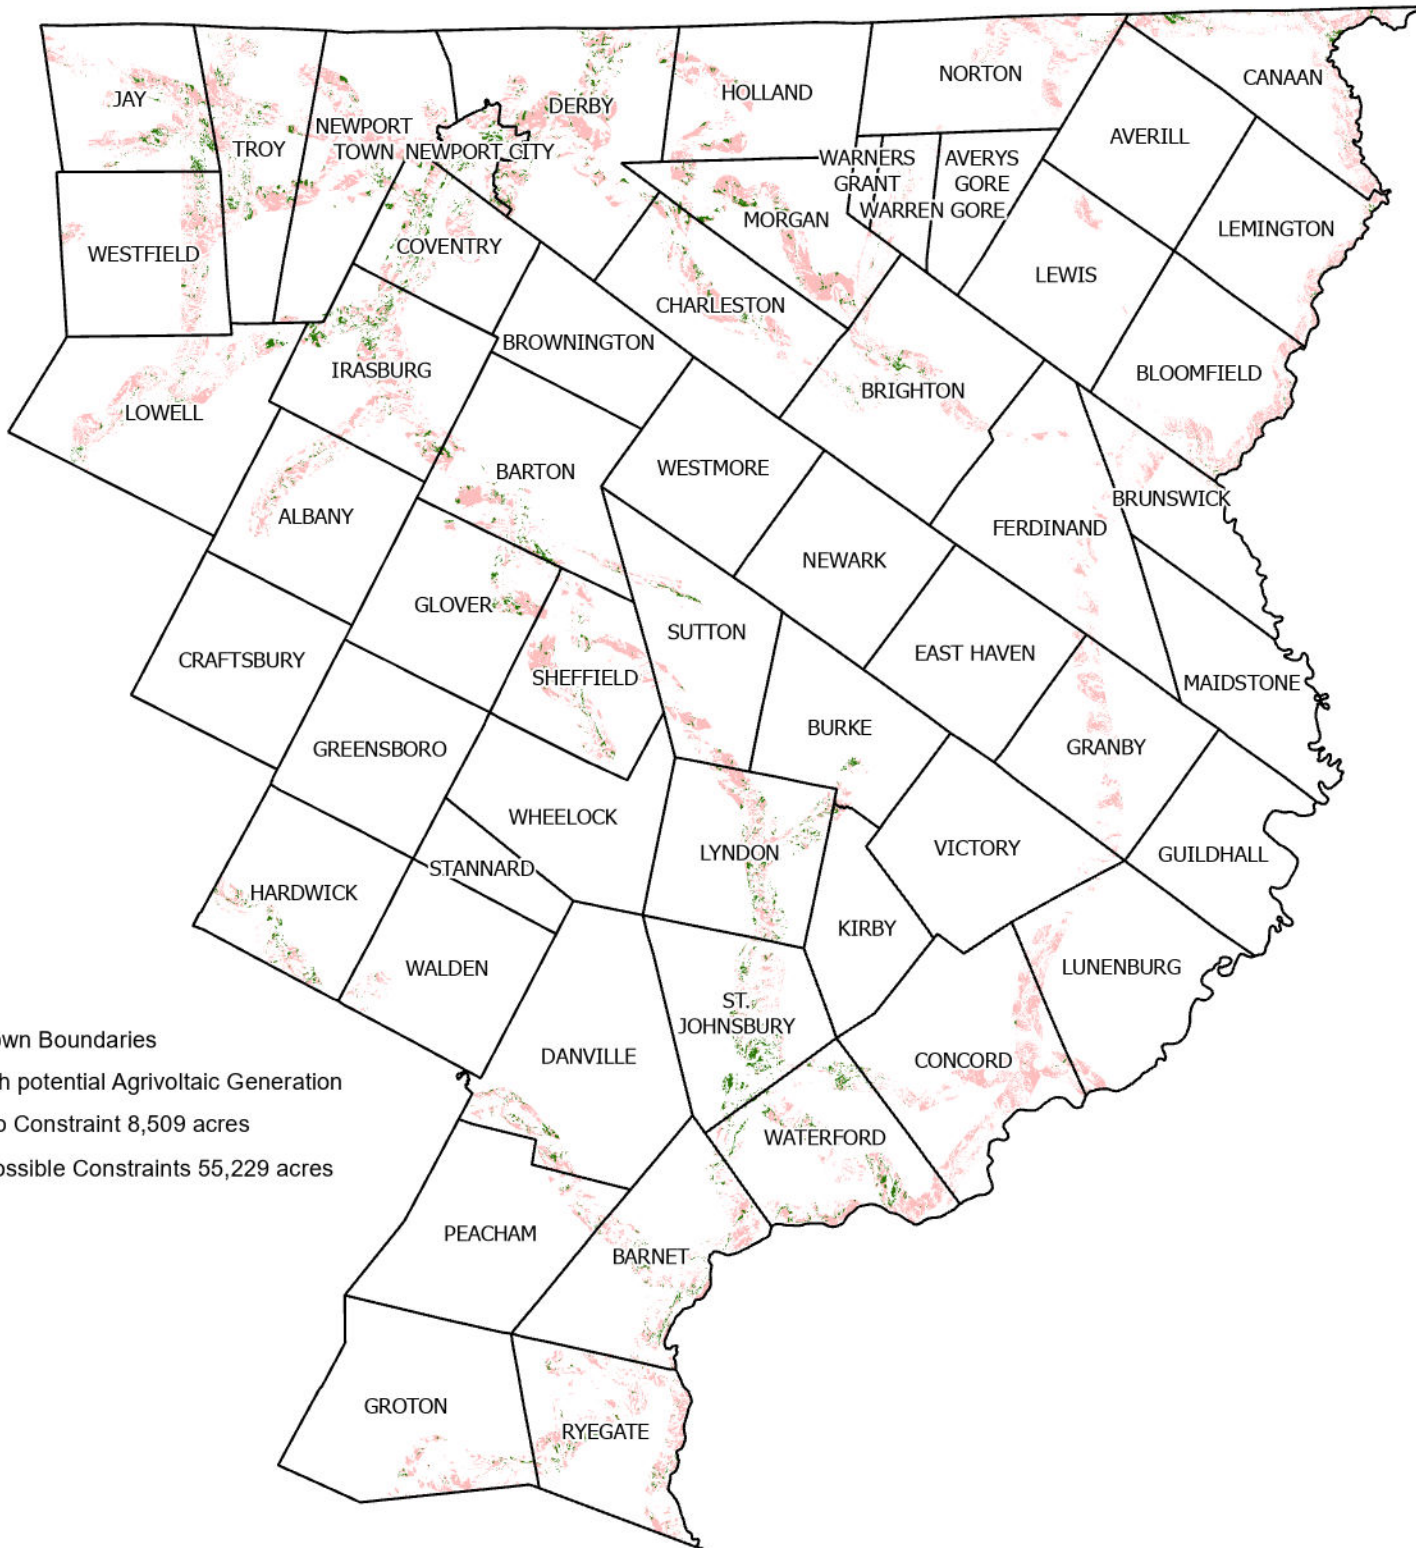 JAY
TROY
NEWPORT
TOWN
NEWPORT CITY
DERBY
HOLLAND
NORTON
CANAAN
AVERILL
WARNERS
GRANT
AVERYS
GORE
WARREN GORE
MORGAN
LEMINGTON
WESTFIELD
COVENTRY
LEWIS
CHARLESTON
BROWNINGTON
IRASBURG
BRIGHTON
BLOOMFIELD
LOWELL
BARTON
WESTMORE
BRUNSWICK
ALBANY
FERDINAND
NEWARK
GLOVER
SUTTON
EAST HAVEN
CRAFTSBURY
SHEFFIELD
MAIDSTONE
BURKE
GREENSBORO
GRANBY
WHEELOCK
LYNDON
VICTORY
GUILDHALL
STANNARD
HARDWICK
KIRBY
WALDEN
LUNENBURG
ST.
JOHNSBURY
DANVILLE
CONCORD
own Boundaries
h potential Agrivoltaic Generation
o Constraint 8,509 acres
ossible Constraints 55,229 acres
WATERFORD
PEACHAM
BARNET
GROTON
RYEGATE